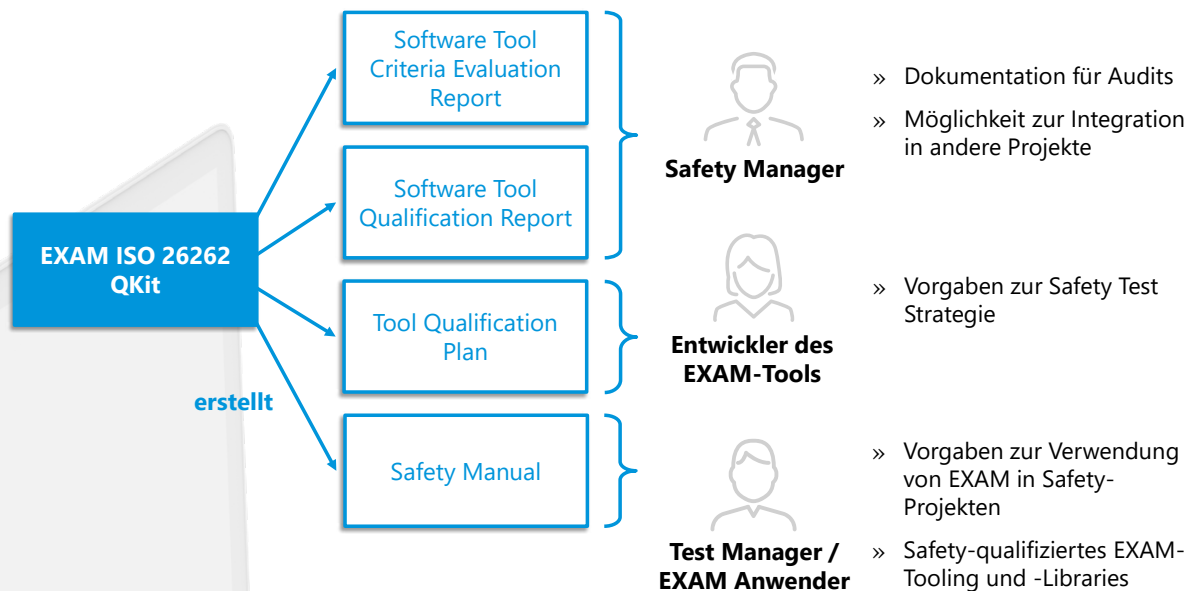 Software Tool
Criteria Evaluation
Report
» Dokumentation für Audits
» Möglichkeit zur Integration
in andere Projekte
Safety Manager
Software Tool
Qualification Report
EXAM ISO 26262
QKit
» Vorgaben zur Safety Test
Strategie
Tool Qualification
Plan
Entwickler des
EXAM-Tools
erstellt
Safety Manual
» Vorgaben zur Verwendung
von EXAM in Safety-
Projekten
Test Manager /
EXAM Anwender
» Safety-qualifiziertes EXAM-
Tooling und -Libraries